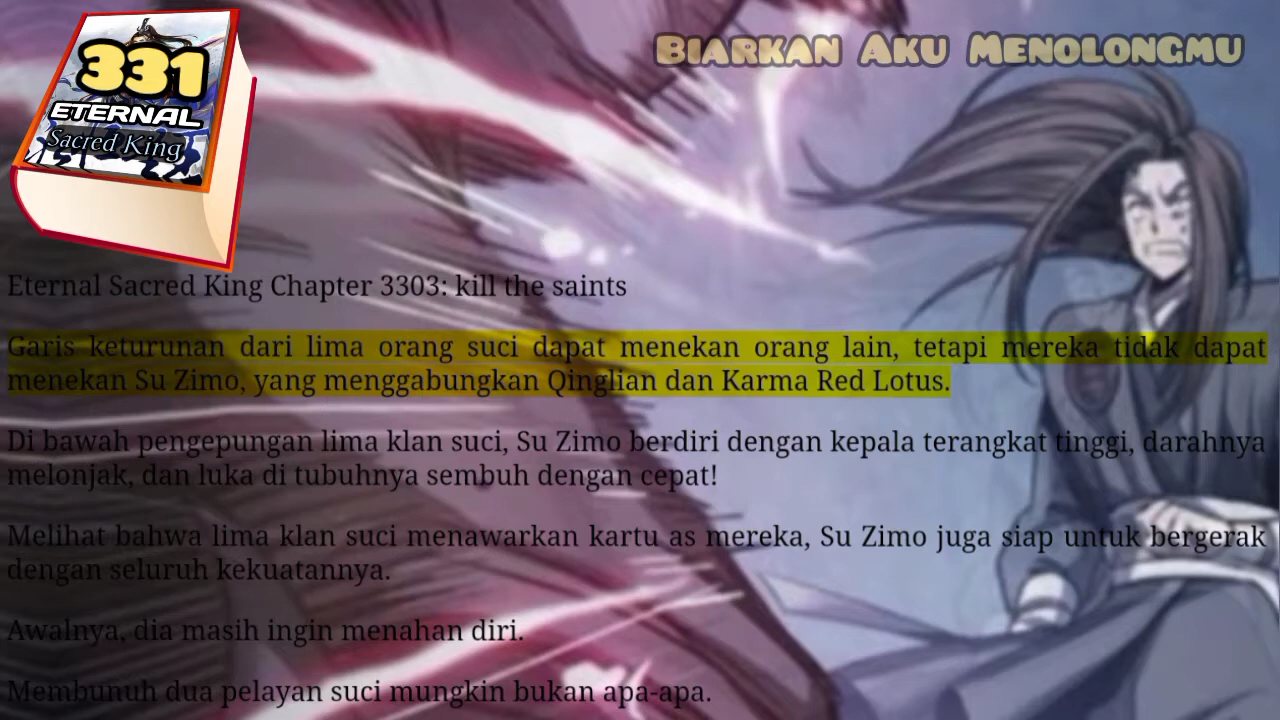 331
ETERNAL
Sacred King
BIARKAN AKU MENOLONGMU
Eternal Sacred King Chapter 3303: kill the saints
Garis keturunan dari lima orang suci dapat menekan orang lain, tetapi mereka tidak dapat
menekan Su Zimo, yang menggabungkan Qinglian dan Karma Red Lotus.
Di bawah pengepungan lima klan suci, Su Zimo berdiri dengan kepala terangkat tinggi, darahnya
melonjak, dan luka di tubuhnya sembuh dengan cepat!
Melihat bahwa lima klan suci menawarkan kartu as mereka, Su Zimo juga siap untuk bergerak
dengan seluruh kekuatannya.
Awalnya, dia masih ingin menahan diri.
Membunuh dua pelayan suci mungkin bukan apa-apa.